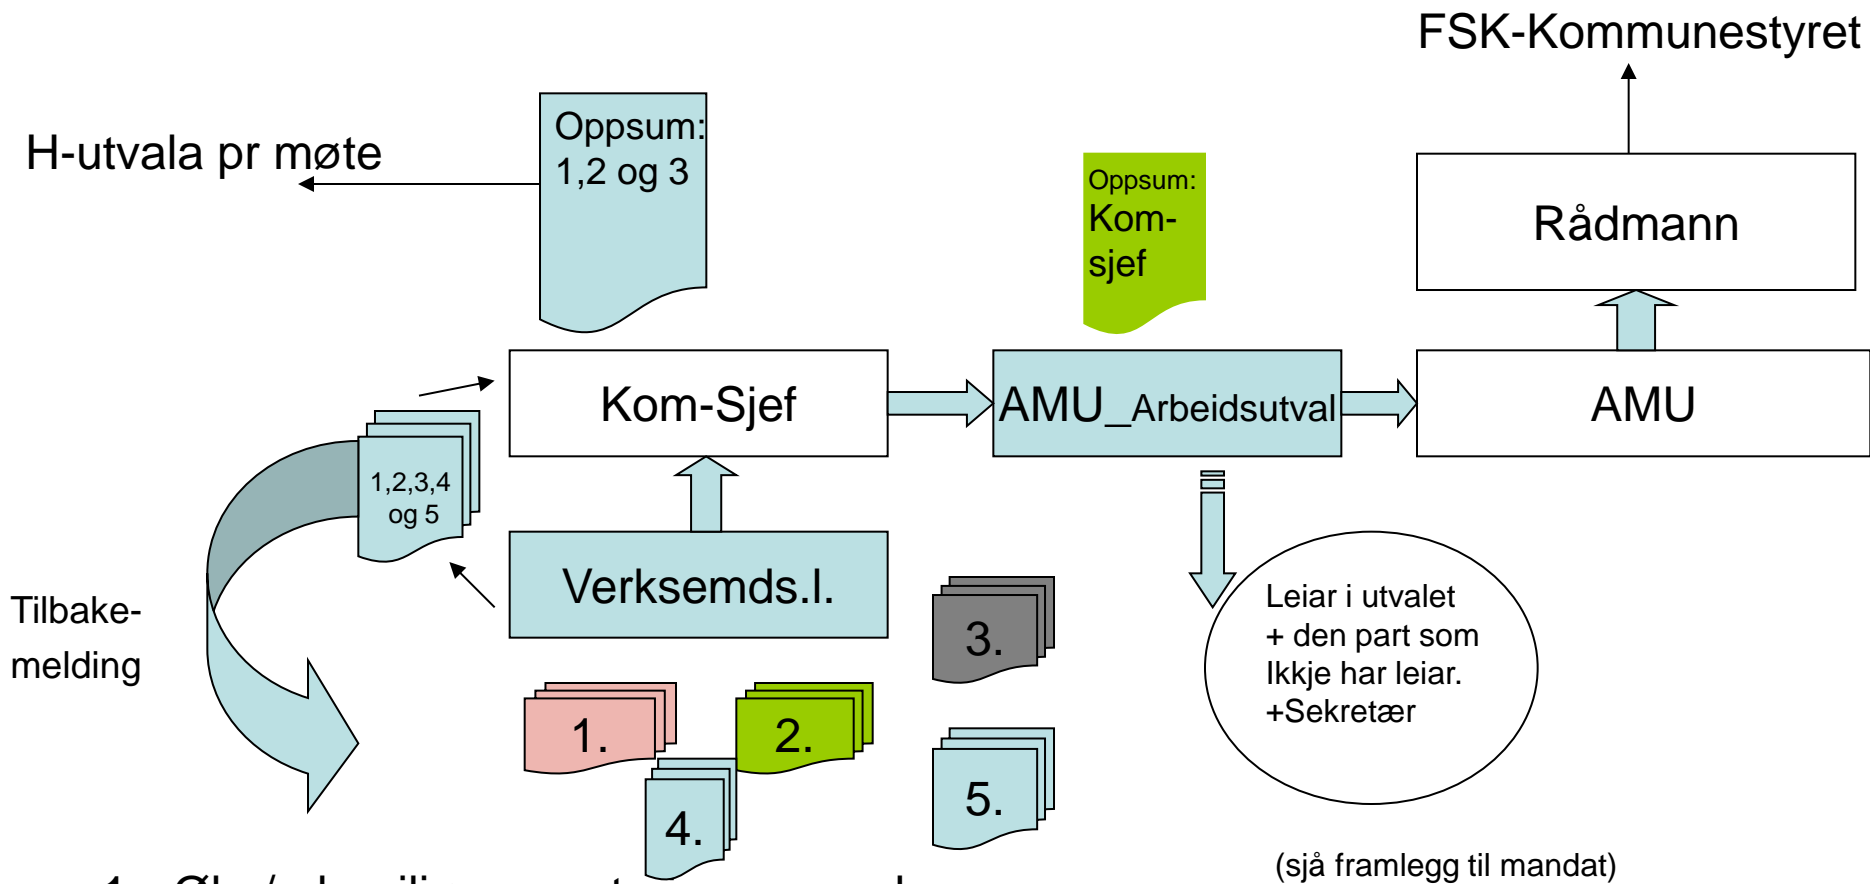 FSK-Kommunestyret
H-utvala pr møte
Oppsum:
1,2 og 3
Oppsum:
Kom-
sjef
Rådmann
Kom-Sjef
AMU_Arbeidsutval
AMU
1,2,3,4
og 5
Verksemds.l.
Tilbake-
melding
Leiar i utvalet
+ den part som
Ikkje har leiar.
+Sekretær
3.
1.
2.
5.
4.
(sjå framlegg til mandat)
1.